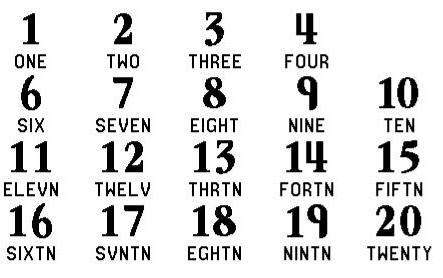 1 2 3 4
ONE TWO THREE FOUR
6 7 8 9 10
SIX SEVEN EIGHT NINE TEN
11 12 13 14 15
ELEVN TWELV THRTN FORTN FIFTN
16 17 18 19 20
SIXTN SVNTN EGHTN NINTN TWENTY